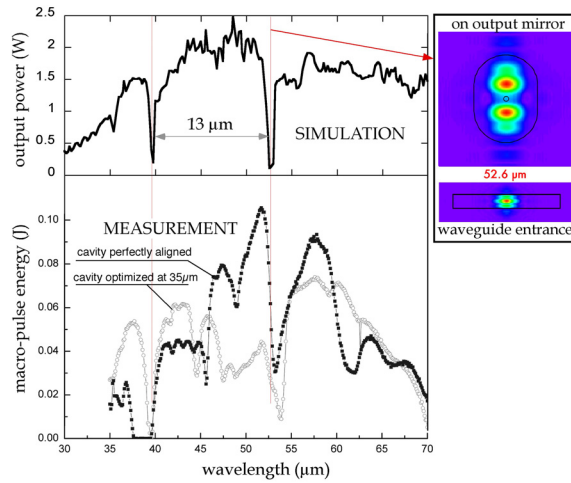 output power (W)
2.5
2.0
1.5
1
0.5
0
13 µm
SIMULATION
on output mirror
52.6 µm
waveguide entrance
macro-pulse energy (J)
0.10
0.08
0.06
0.04
0.02
0.00
MEASUREMENT
cavity perfectly aligned
cavity optimized at 35µm
30 35 40 45 50 55 60 65 70
wavelength (µm)